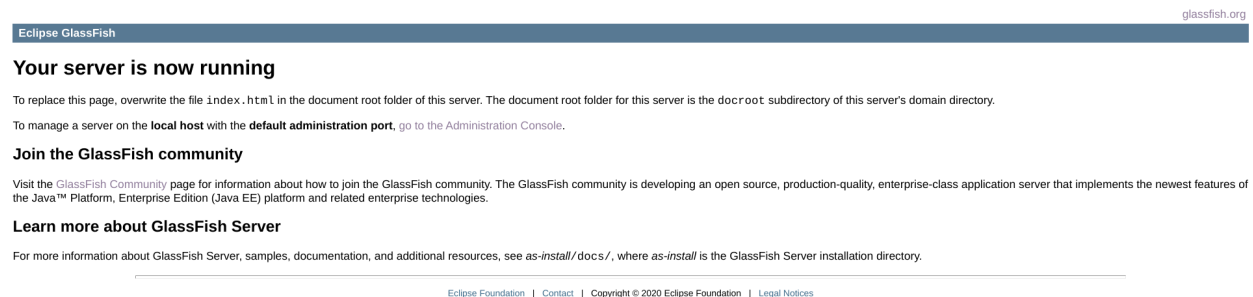 glassfish.org
Eclipse GlassFish
Your server is now running
To replace this page, overwrite the file index.html in the document root folder of this server. The document root folder for this server is the docroot subdirectory of this server's domain directory.
To manage a server on the local host with the default administration port, go to the Administration Console.
Join the GlassFish community
Visit the GlassFish Community page for information about how to join the GlassFish community. The GlassFish community is developing an open source, production-quality, enterprise-class application server that implements the newest features of
the Java™ Platform, Enterprise Edition (Java EE) platform and related enterprise technologies.
Learn more about GlassFish Server
For more information about GlassFish Server, samples, documentation, and additional resources, see as-install/docs/, where as-install is the GlassFish Server installation directory.
Eclipse Foundation | Contact | Copyright © 2020 Eclipse Foundation | Legal Notices